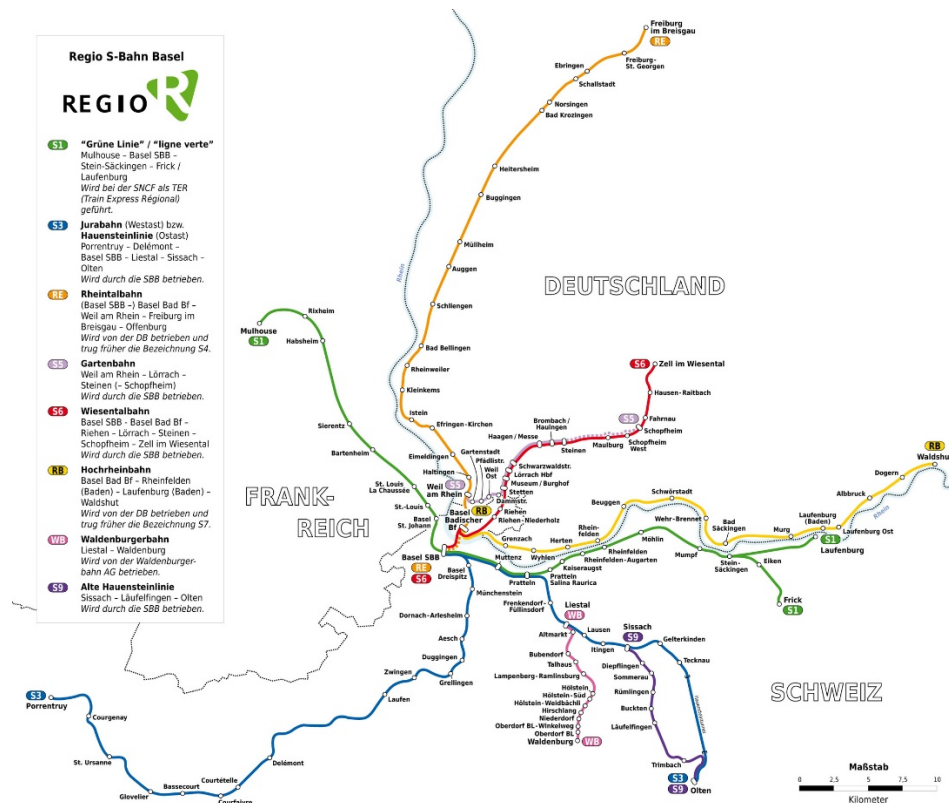 Regio S-Bahn Basel
REGIO
S1
"Grüne Linie" / "ligne verte"
Mulhouse – Basel SBB –
Stein-Säckingen – Frick /
Laufenburg
Wird bei der SNCF als TER
(Train Express Régional)
geführt.
S3
Jurabahn (Westast) bzw.
Hauensteinlinie (Ostast)
Porrentruy – Delémont –
Basel SBB – Liestal – Sissach –
Olten
Wird durch die SBB betrieben.
RE
Rheintalbahn
(Basel SBB –) Basel Bad Bf –
Weil am Rhein – Freiburg im
Breisgau – Offenburg
Wird von der DB betrieben und
trug früher die Bezeichnung S4.
S5
Gartenbahn
Weil am Rhein – Lörrach –
Steinen (– Schopfheim)
Wird durch die SBB betrieben.
S6
Wiesentalbahn
Basel SBB - Basel Bad Bf –
Riehen – Lörrach – Steinen –
Schopfheim – Zell im Wiesental
Wird durch die SBB betrieben.
RB
Hochrheinbahn
Basel Bad Bf – Rheinfelden
(Baden) – Laufenburg (Baden) –
Waldshut
Wird von der DB betrieben und
trug früher die Bezeichnung S7.
WB
Waldenburgerbahn
Liestal – Waldenburg
Wird von der Waldenburger-
bahn AG betrieben.
S9
Alte Hauensteinlinie
Sissach – Läufelfingen – Olten
Wird durch die SBB betrieben.
Freiburg
im Breisgau
RE
Freiburg-
St. Georgen
Ebringen
Schallstadt
Norsingen
Bad Krozingen
Heitersheim
Buggingen
Müllheim
Auggen
Schliengen
Bad Bellingen
Rheinweiler
Kleinkems
Istein
Efringen-Kirchen
Eimeldingen
Haltingen
Rhein
DEUTSCHLAND
Mulhouse
S1
Rixheim
Habsheim
Sierentz
Bartenheim
St. Louis
La Chaussée
St.-Louis
Basel
St. Johann
FRANK-
REICH
S6
Zell im Wiesental
Hausen-Raitbach
Fahrnau
S5
Schopfheim
Schopfheim
West
Maulburg
Steinen
Brombach/
Hauingen
Haagen/Messe
Schwarzwaldstr.
Lörrach Hbf
Museum/Burghof
Stetten
Dammstr.
Riehen
Riehen-Niederholz
Gartenstadt
Pfädlistr.
Weil
Ost
S5
Weil
am Rhein
Basel
Badischer
Bf
RB
Basel SBB
RE
S6
Grenzach
Wyhlen
Herten
Rhein-
felden
Beuggen
Schwörstadt
Wehr-Brennet
Bad
Säckingen
Murg
Laufenburg
(Baden)
Laufenburg Ost
Albbruck
Dogern
RB
Waldshut
Rhein
Muttenz
Pratteln
Pratteln
Salina Raurica
Kaiseraugst
Rheinfelden-Augarten
Rheinfelden
Möhlin
Mumpf
Stein-
Säckingen
Eiken
S1
Laufenburg
Frick
S1
Basel
Dreispitz
Münchenstein
Dornach-Arlesheim
Aesch
Duggingen
Grellingen
Zwingen
Laufen
Delémont
Courtételle
Courfaivre
Bassecourt
Glovelier
St. Ursanne
Courgenay
S3
Porrentruy
Frenkendorf-
Füllinsdorf
Liestal
WB
Altmarkt
Bubendorf
Talhaus
Lampenberg-Ramlinsburg
Hölstein
Hölstein-Süd
Hölstein-Weidbächli
Hirschlang
Niederdorf
Oberdorf BL-Winkelweg
Oberdorf BL
Waldenburg
WB
Lausen
Itingen
Sissach
S9
Gelterkinden
Tecknau
Diepflingen
Sommerau
Rümlingen
Buckten
Läufelfingen
Trimbach
S3
S9
Olten
SCHWEIZ
Maßstab
0
2,5
5
7,5
10
Kilometer